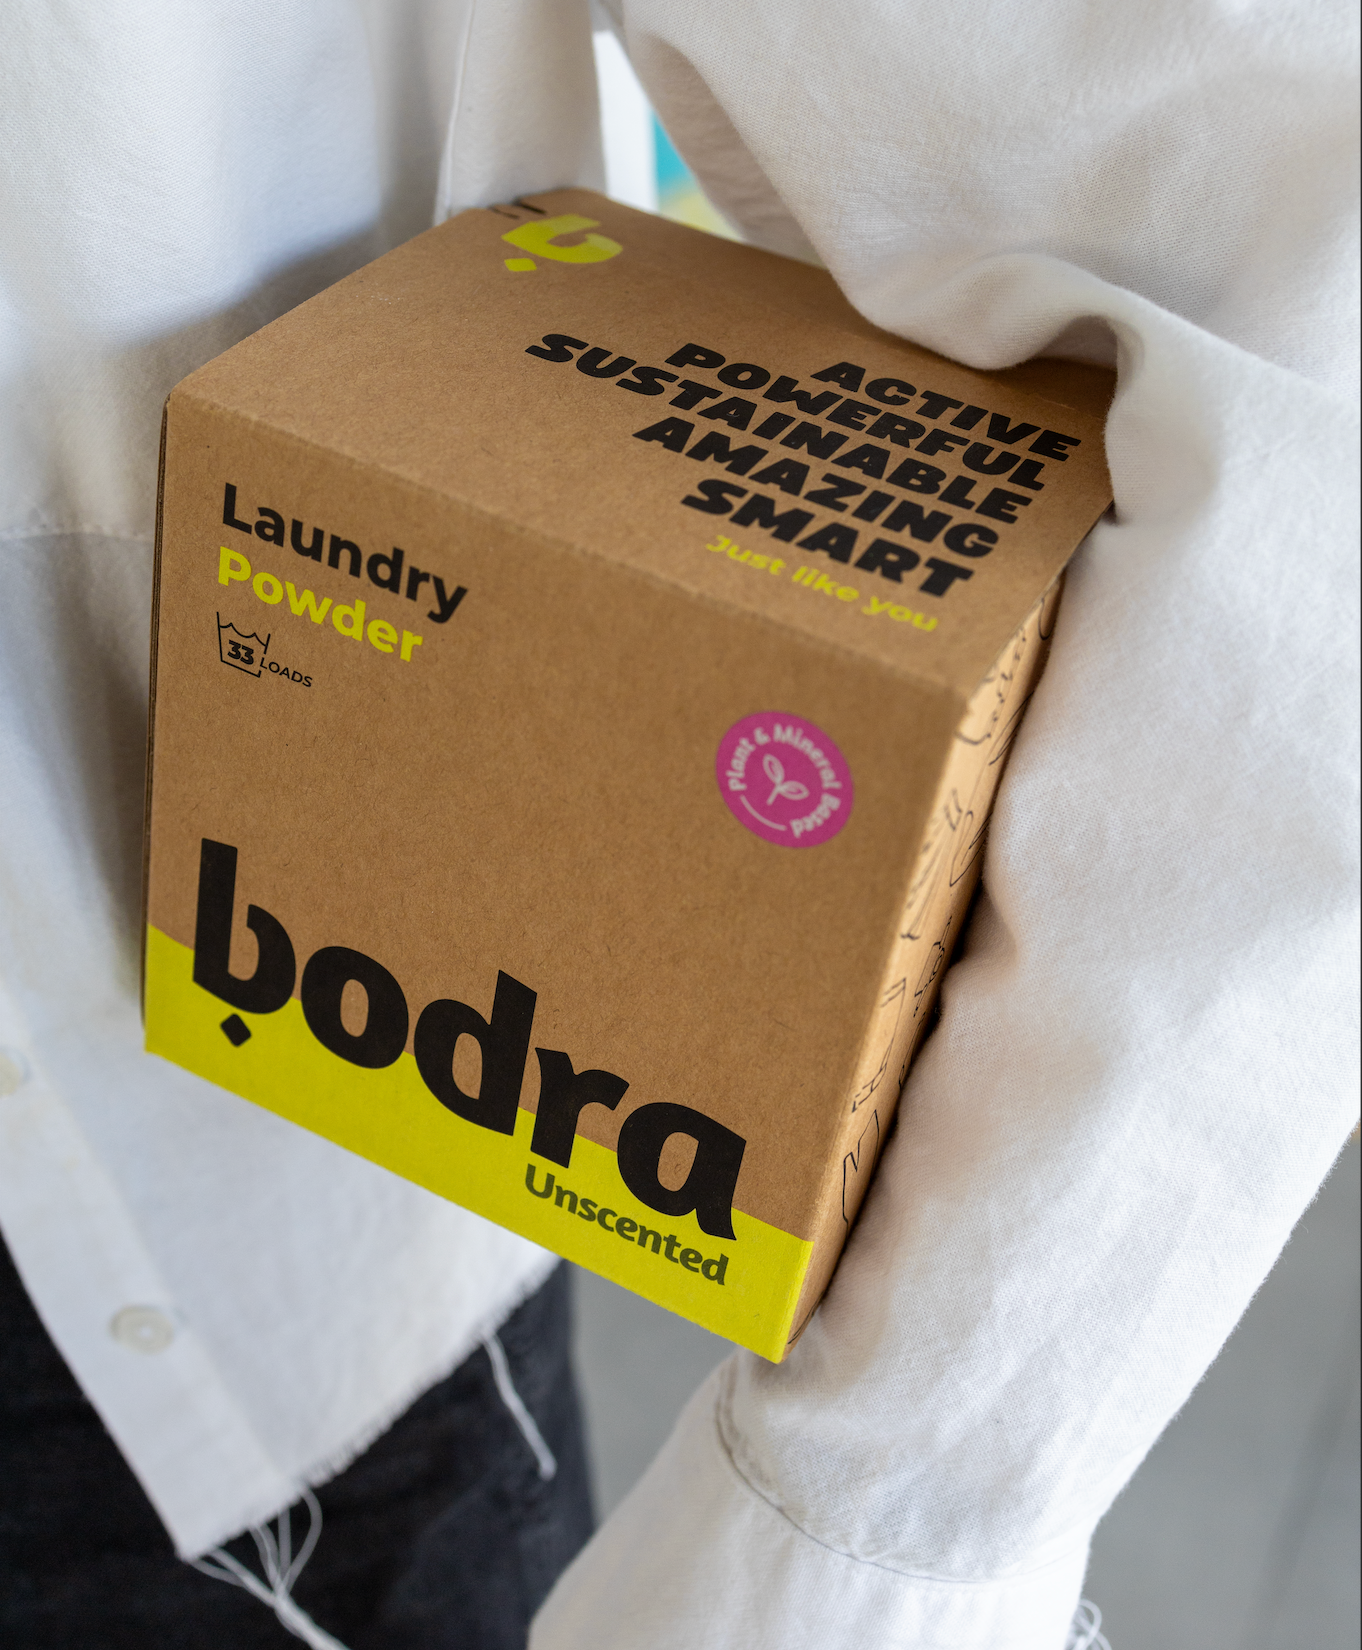 ACTIVE
POWERFUL
SUSTAINABLE
AMAZING
SMART
Just like you
Laundry
Powder
33 LOADS
Plant & Mineral Based
bodra
Unscented